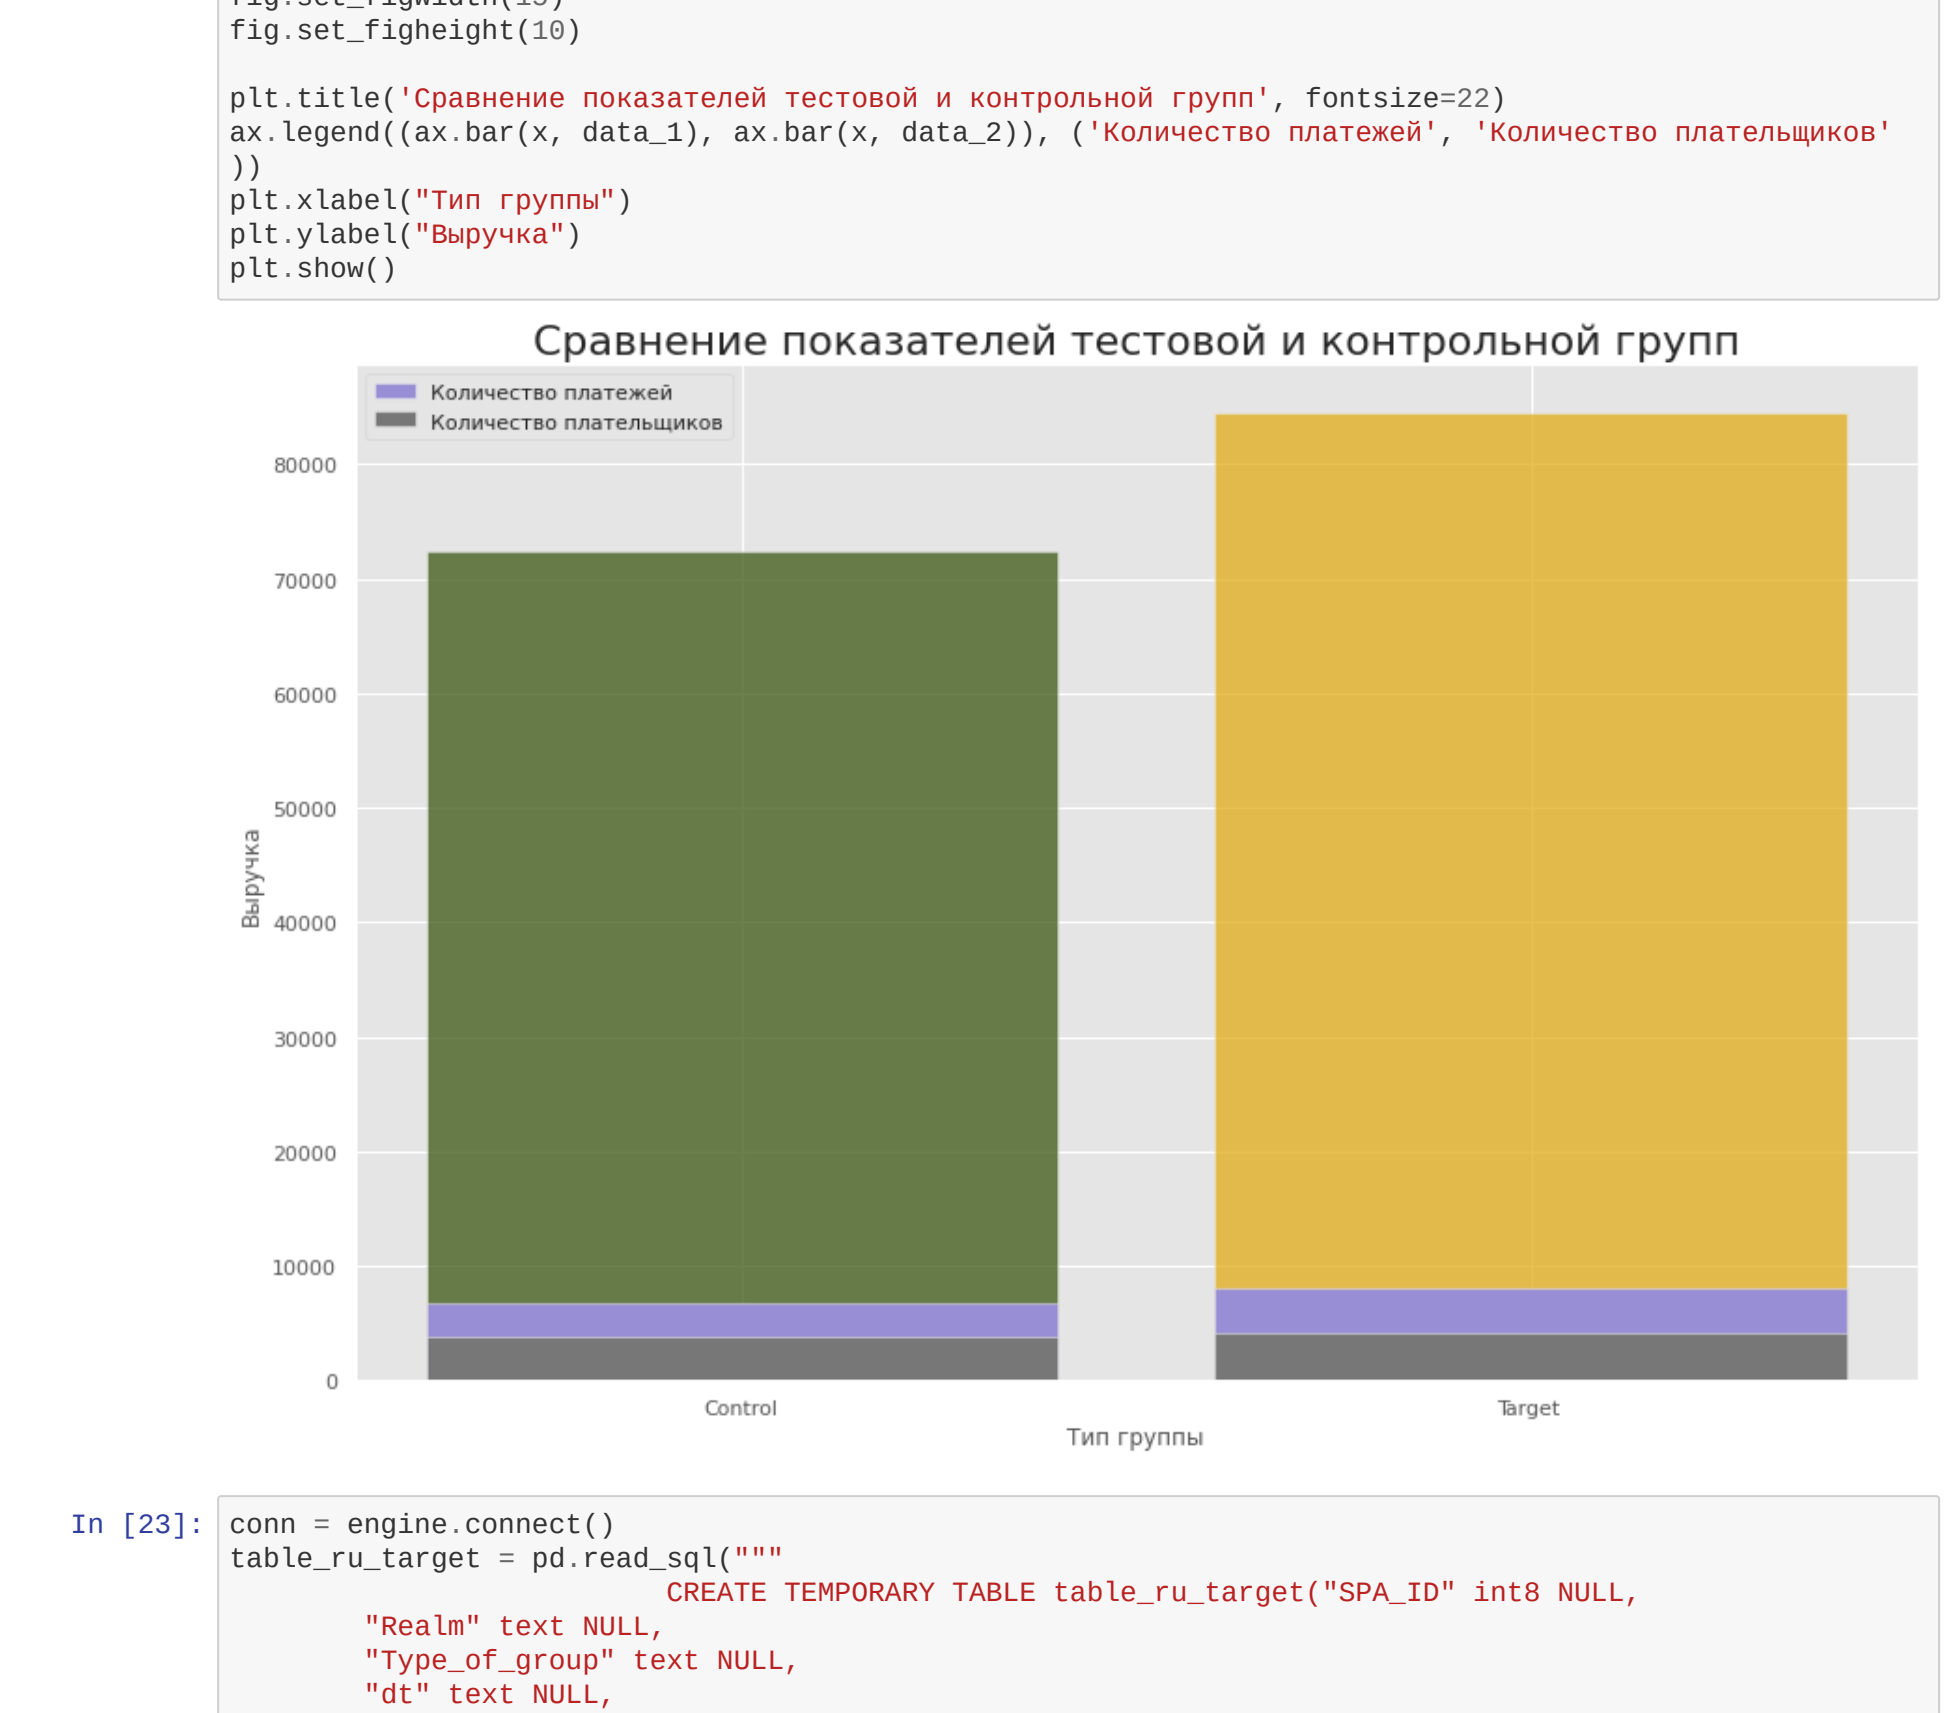 fig.set_figwidth(15)
fig.set_figheight(10)
plt.title('Сравнение показателей тестовой и контрольной групп', fontsize=22)
ax.legend((ax.bar(x, data_1), ax.bar(x, data_2)), ('Количество платежей', 'Количество плательщиков'
))
plt.xlabel("Тип группы")
plt.ylabel("Выручка")
plt.show()
Сравнение показателей тестовой и контрольной групп
Количество платежей
Количество плательщиков
80000
70000
60000
50000
40000
30000
20000
10000
0
Выручка
Control
Target
Тип группы
In [23]:
conn = engine.connect()
table_ru_target = pd.read_sql("""
CREATE TEMPORARY TABLE table_ru_target("SPA_ID" int8 NULL,
"Realm" text NULL,
"Type_of_group" text NULL,
"dt" text NULL,